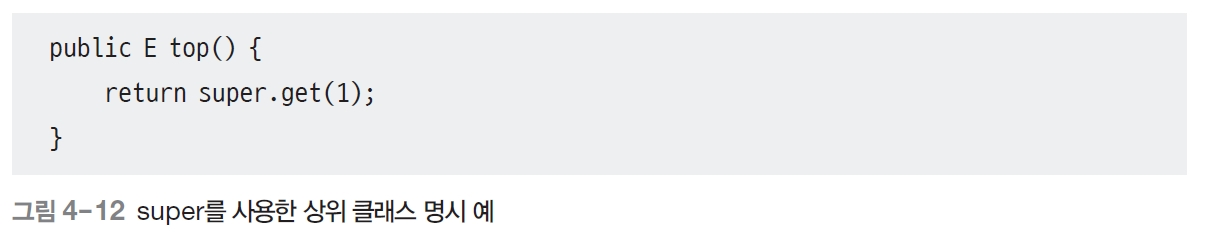 public E top() {
    return super.get(1);
}
그림 4-12 super를 사용한 상위 클래스 명시 예